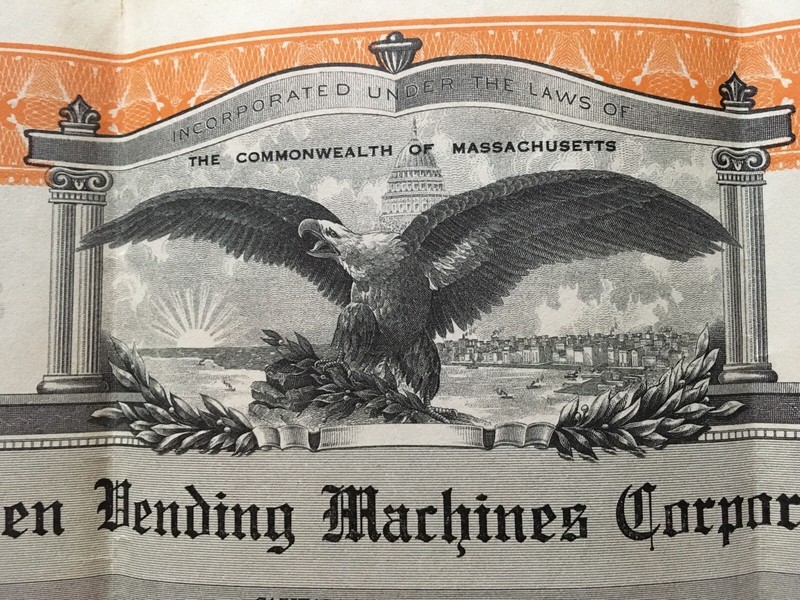 INCORPORATED UNDER THE LAWS OF
THE COMMONWEALTH OF MASSACHUSETTS
en Vending Machines Corpor